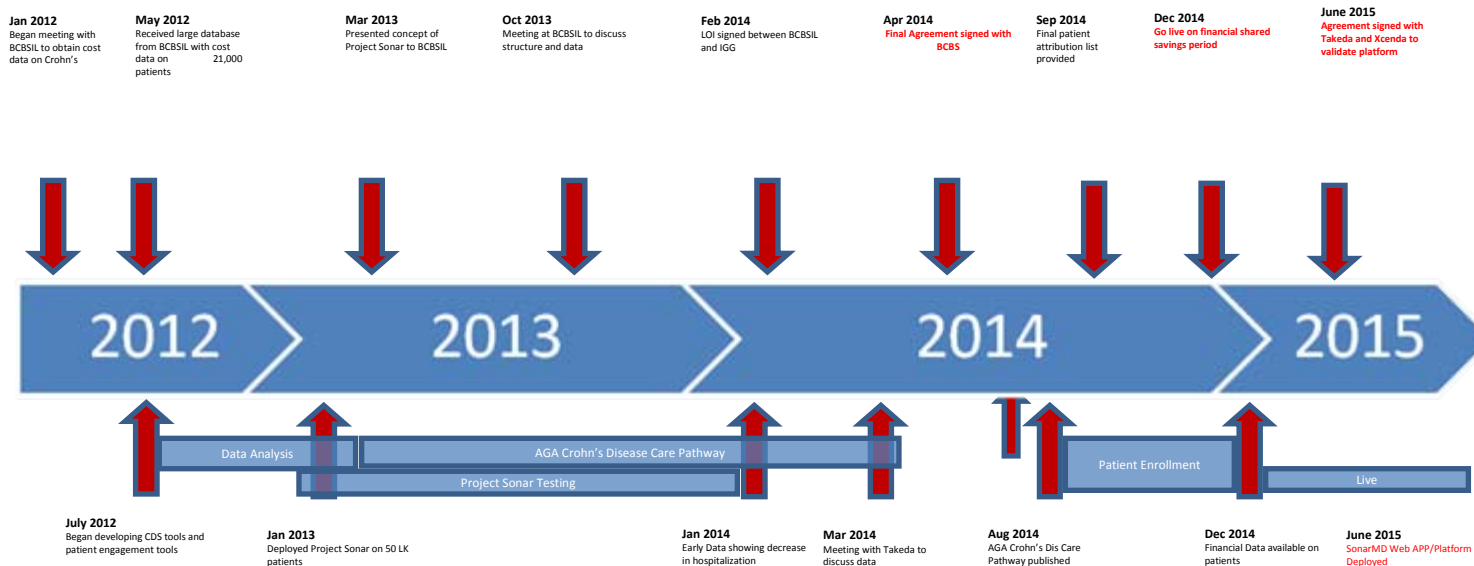 Jan 2012
Began meeting with
BCBSIL to obtain cost
data on Crohn's
May 2012
Received large database
from BCBSIL with cost
data on 21,000
patients
Mar 2013
Presented concept of
Project Sonar to BCBSIL
Oct 2013
Meeting at BCBSIL to discuss
structure and data
Feb 2014
LOI signed between BCBSIL
and IGG
Apr 2014
Final Agreement signed with
BCBS
Sep 2014
Final patient
attribution list
provided
Dec 2014
Go live on financial shared
savings period
June 2015
Agreement signed with
Takeda and Xcenda to
validate platform
2012
2013
2014
2015
Data Analysis
AGA Crohn's Disease Care Pathway
Project Sonar Testing
Patient Enrollment
Live
July 2012
Began developing CDS tools and
patient engagement tools
Jan 2013
Deployed Project Sonar on 50 LK
patients
Jan 2014
Early Data showing decrease
in hospitalization
Mar 2014
Meeting with Takeda to
discuss data
Aug 2014
AGA Crohn's Dis Care
Pathway published
Dec 2014
Financial Data available on
patients
June 2015
SonarMD Web APP/Platform
Deployed